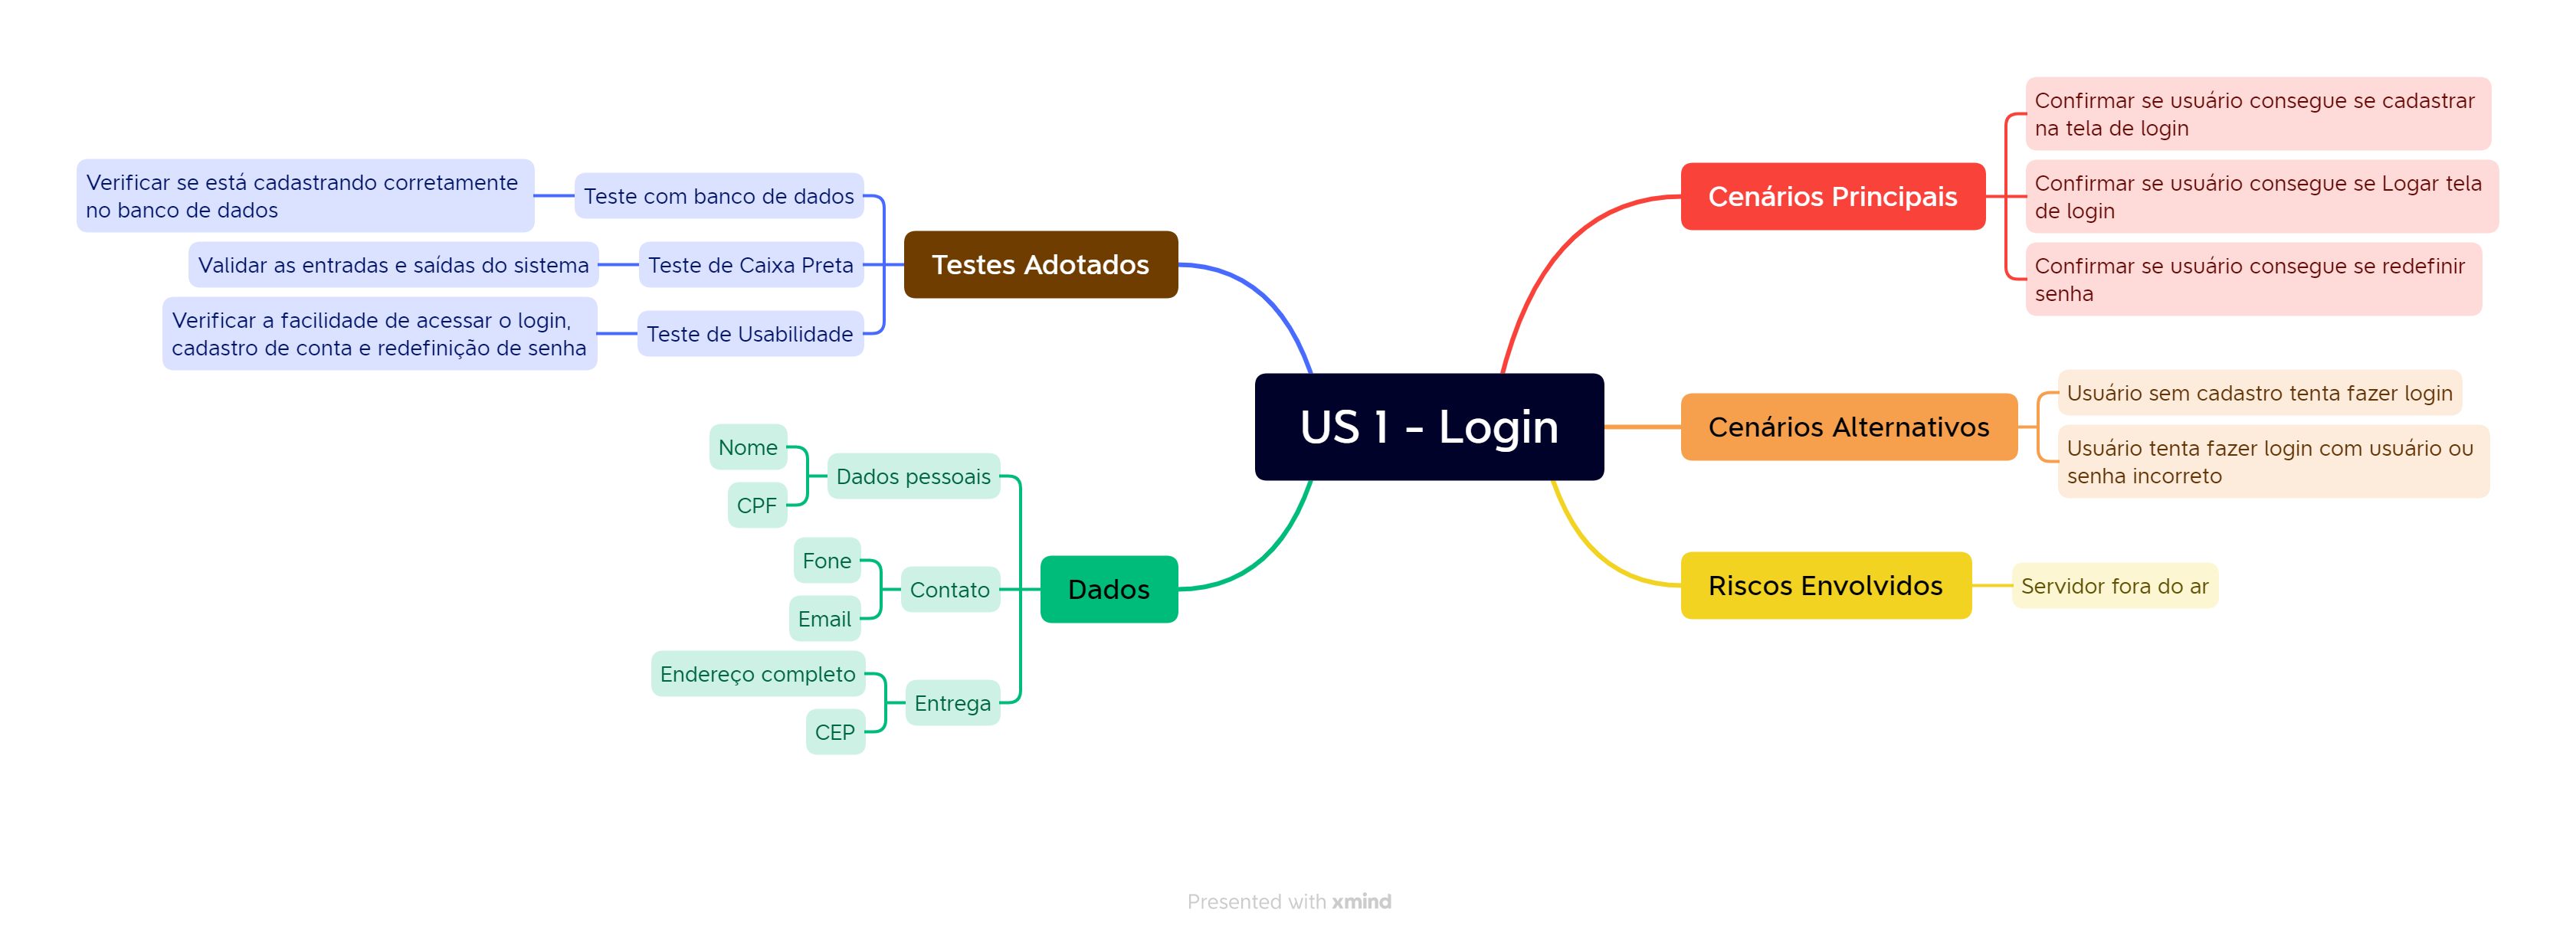 US 1 - Login
Cenários Principais
Confirmar se usuário consegue se cadastrar
na tela de login
Confirmar se usuário consegue se Logar tela
de login
Confirmar se usuário consegue se redefinir
senha
Cenários Alternativos
Usuário sem cadastro tenta fazer login
Usuário tenta fazer login com usuário ou
senha incorreto
Riscos Envolvidos
Servidor fora do ar
Testes Adotados
Teste com banco de dados
Verificar se está cadastrando corretamente
no banco de dados
Teste de Caixa Preta
Validar as entradas e saídas do sistema
Teste de Usabilidade
Verificar a facilidade de acessar o login,
cadastro de conta e redefinição de senha
Dados
Dados pessoais
Nome
CPF
Contato
Fone
Email
Entrega
Endereço completo
CEP
Presented with xmind